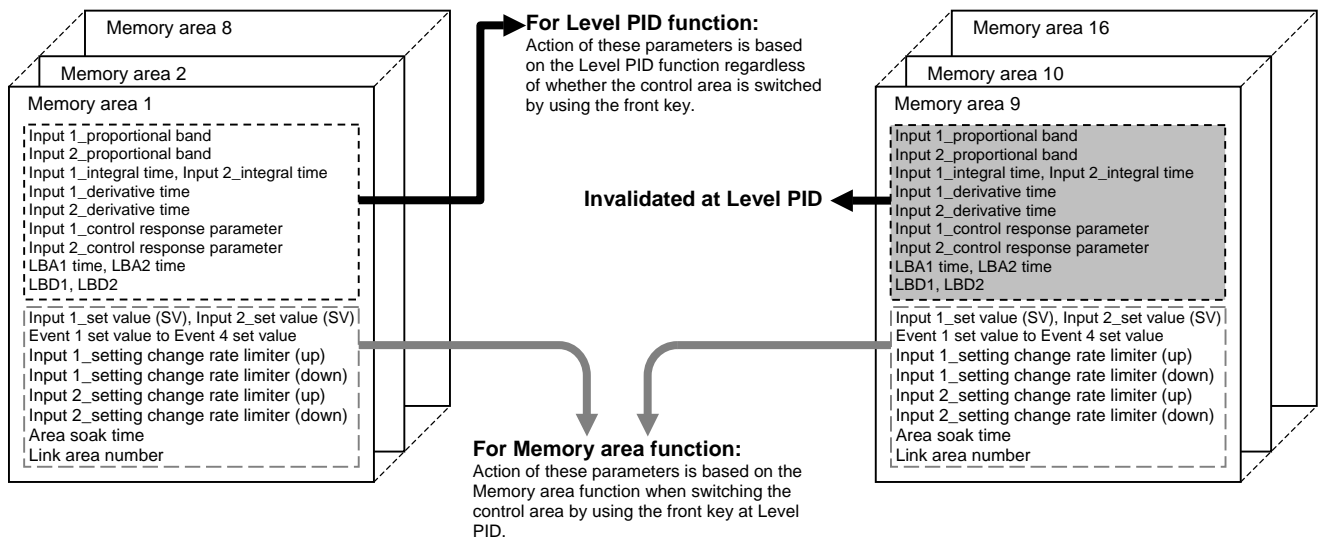 Memory area 8
Memory area 2
Memory area 1
Input 1_proportional band
Input 2_proportional band
Input 1_integral time, Input 2_integral time
Input 1_derivative time
Input 2_derivative time
Input 1_control response parameter
Input 2_control response parameter
LBA1 time, LBA2 time
LBD1, LBD2
Input 1_set value (SV), Input 2_set value (SV)
Event 1 set value to Event 4 set value
Input 1_setting change rate limiter (up)
Input 1_setting change rate limiter (down)
Input 2_setting change rate limiter (up)
Input 2_setting change rate limiter (down)
Area soak time
Link area number
For Level PID function:
Action of these parameters is based
on the Level PID function regardless
of whether the control area is switched
by using the front key.
Invalidated at Level PID
For Memory area function:
Action of these parameters is based on the
Memory area function when switching the
control area by using the front key at Level
PID.
Memory area 16
Memory area 10
Memory area 9
Input 1_proportional band
Input 2_proportional band
Input 1_integral time, Input 2_integral time
Input 1_derivative time
Input 2_derivative time
Input 1_control response parameter
Input 2_control response parameter
LBA1 time, LBA2 time
LBD1, LBD2
Input 1_set value (SV), Input 2_set value (SV)
Event 1 set value to Event 4 set value
Input 1_setting change rate limiter (up)
Input 1_setting change rate limiter (down)
Input 2_setting change rate limiter (up)
Input 2_setting change rate limiter (down)
Area soak time
Link area number